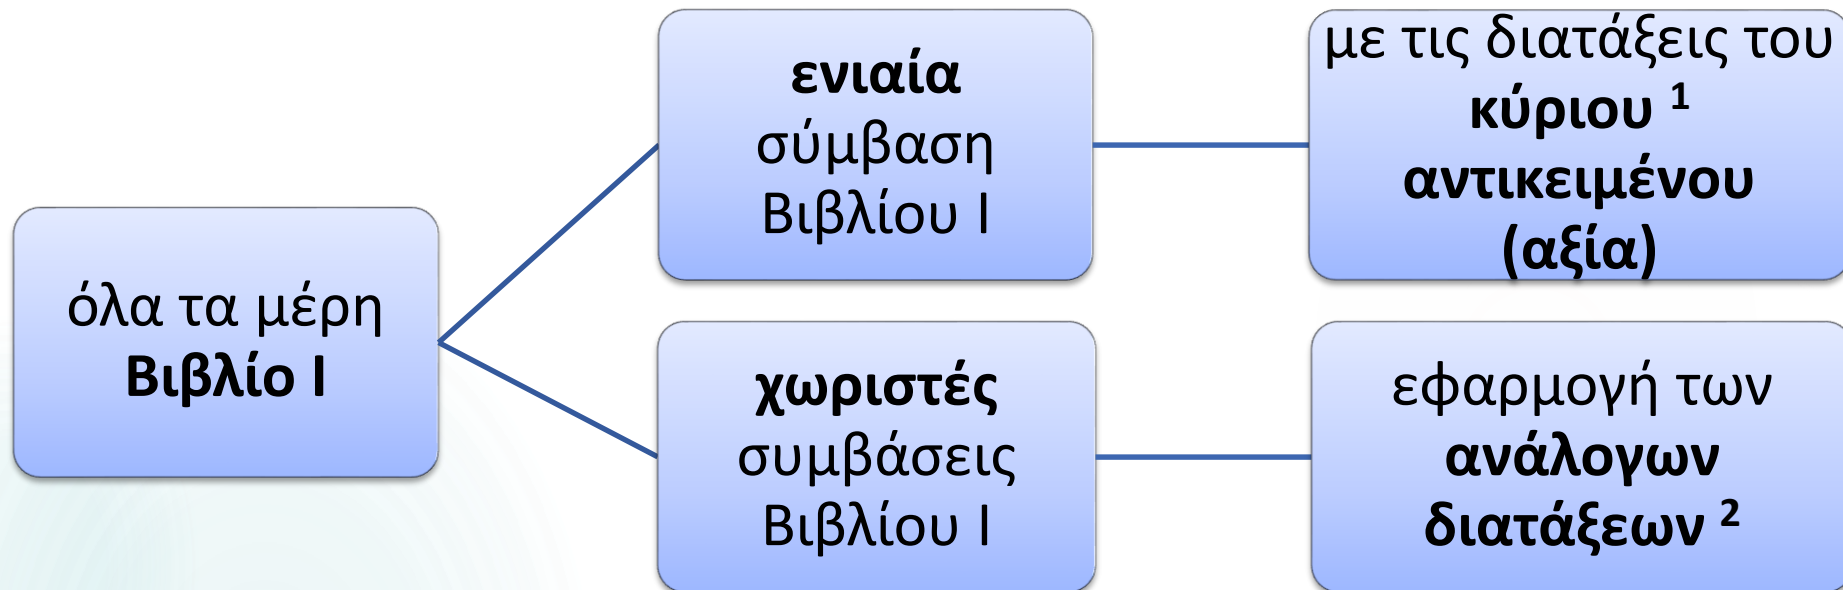 όλα τα μέρη
Βιβλίο Ι
ενιαία
σύμβαση
Βιβλίου Ι
με τις διατάξεις του
κύριου ¹
αντικειμένου
(αξία)
χωριστές
συμβάσεις
Βιβλίου Ι
εφαρμογή των
ανάλογων
διατάξεων ²